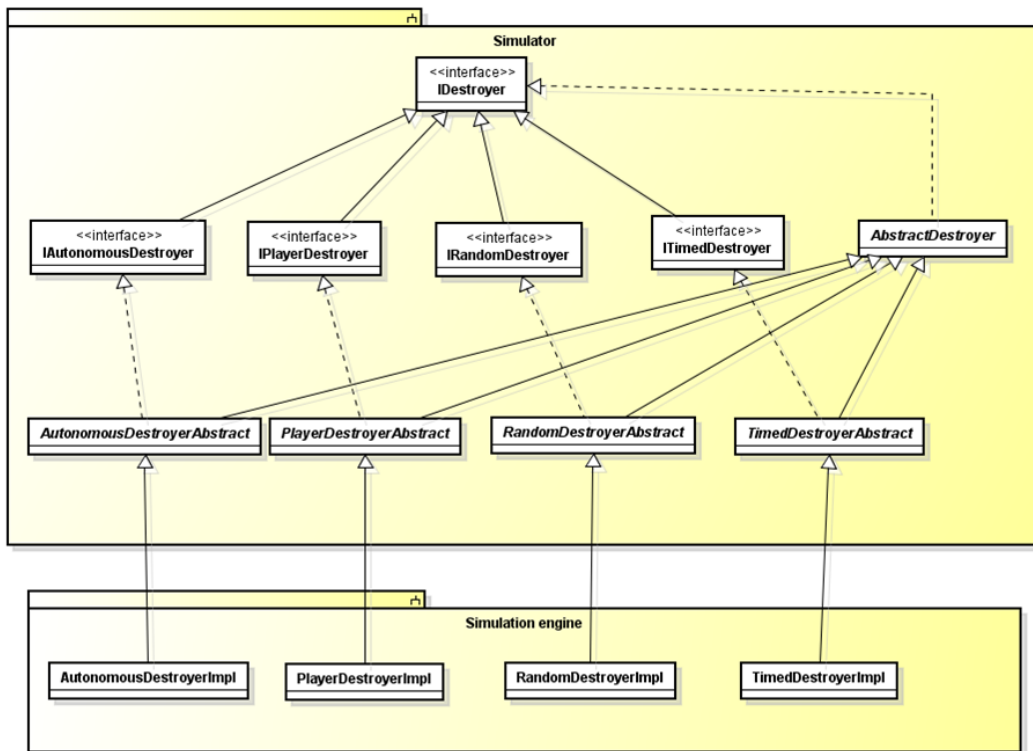 Simulator
<<interface>>
IDestroyer
<<interface>>
IAutonomousDestroyer
<<interface>>
IPlayerDestroyer
<<interface>>
IRandomDestroyer
<<interface>>
ITimedDestroyer
AbstractDestroyer
AutonomousDestroyerAbstract
PlayerDestroyerAbstract
RandomDestroyerAbstract
TimedDestroyerAbstract
Simulation engine
AutonomousDestroyerImpl
PlayerDestroyerImpl
RandomDestroyerImpl
TimedDestroyerImpl